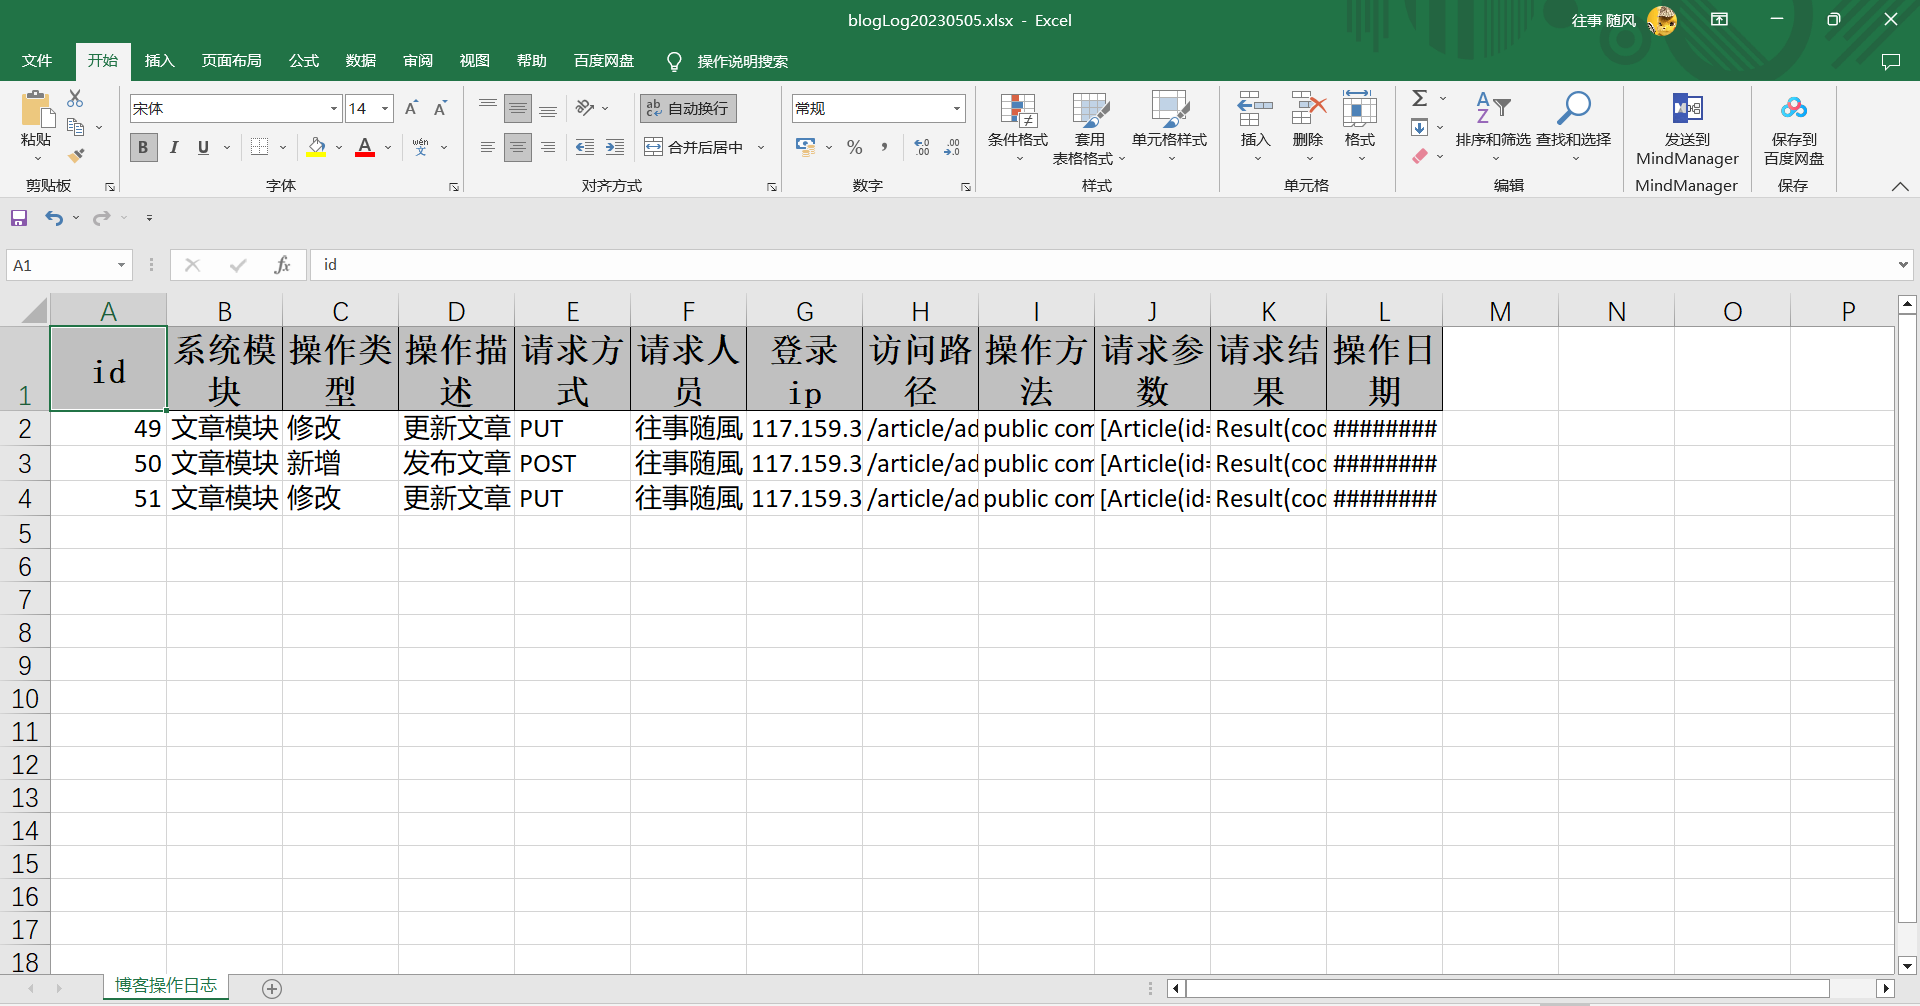 blogLog20230505.xlsx - Excel
往事 随风
文件 开始 插入 页面布局 公式 数据 审阅 视图 帮助 百度网盘 操作说明搜索
粘贴
剪贴板
宋体 14
B I U A wén 文
字体
ab 自动换行
合并后居中
对齐方式
常规
% , .00 .0
数字
条件格式
套用
表格格式
单元格样式
样式
插入 删除 格式
单元格
排序和筛选 查找和选择
编辑
发送到
MindManager
MindManager
保存到
百度网盘
保存
A1 fx id
A B C D E F G H I J K L M N O P
1 id 系统模块 操作类型 操作描述 请求方式 请求人员 登录ip 访问路径 操作方法 请求参数 请求结果 操作日期
2 49 文章模块 修改 更新文章 PUT 往事随風 117.159.3 /article/ad public com [Article(id= Result(cod ########
3 50 文章模块 新增 发布文章 POST 往事随風 117.159.3 /article/ad public com [Article(id= Result(cod ########
4 51 文章模块 修改 更新文章 PUT 往事随風 117.159.3 /article/ad public com [Article(id= Result(cod ########
5
6
7
8
9
10
11
12
13
14
15
16
17
18
博客操作日志